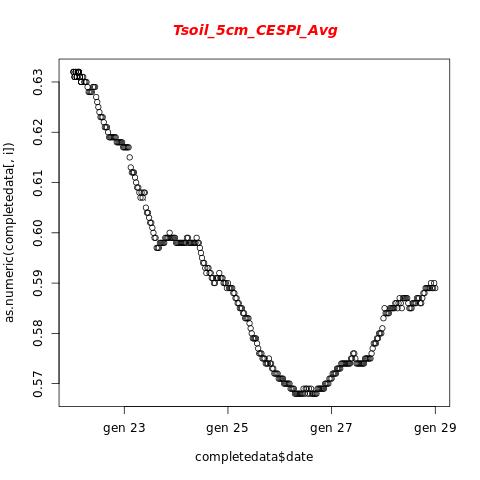 Tsoil_5cm_CESPI_Avg
as.numeric(completedata[, i])
0.63
0.62
0.61
0.60
0.59
0.58
0.57
gen 23 gen 25 gen 27 gen 29
completedata$date